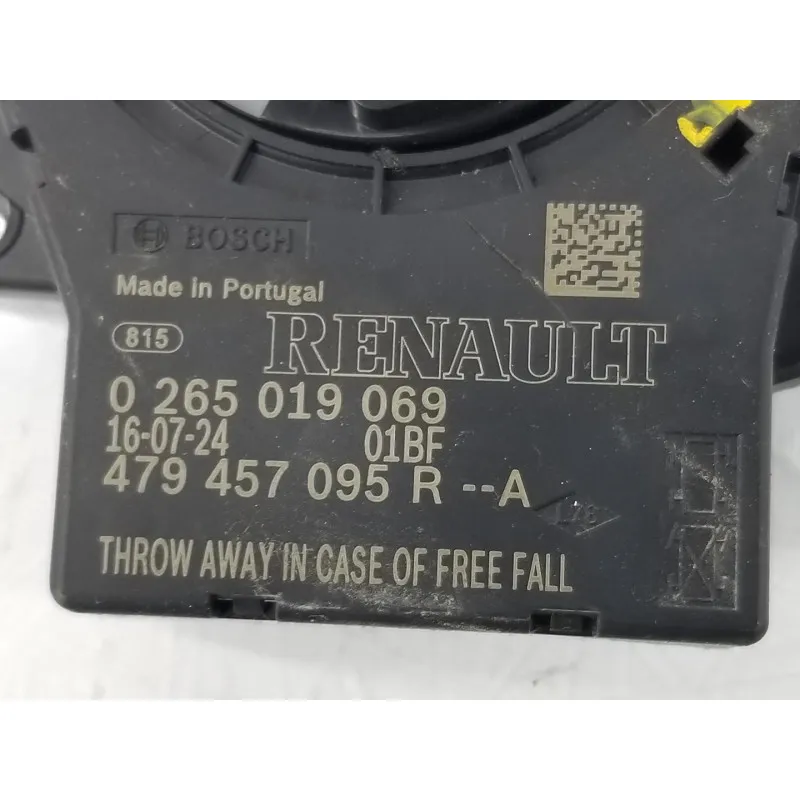 BOSCH
Made in Portugal
815 RENAULT
0 265 019 069
16-07-24 01BF
479 457 095 R --A
THROW AWAY IN CASE OF FREE FALL